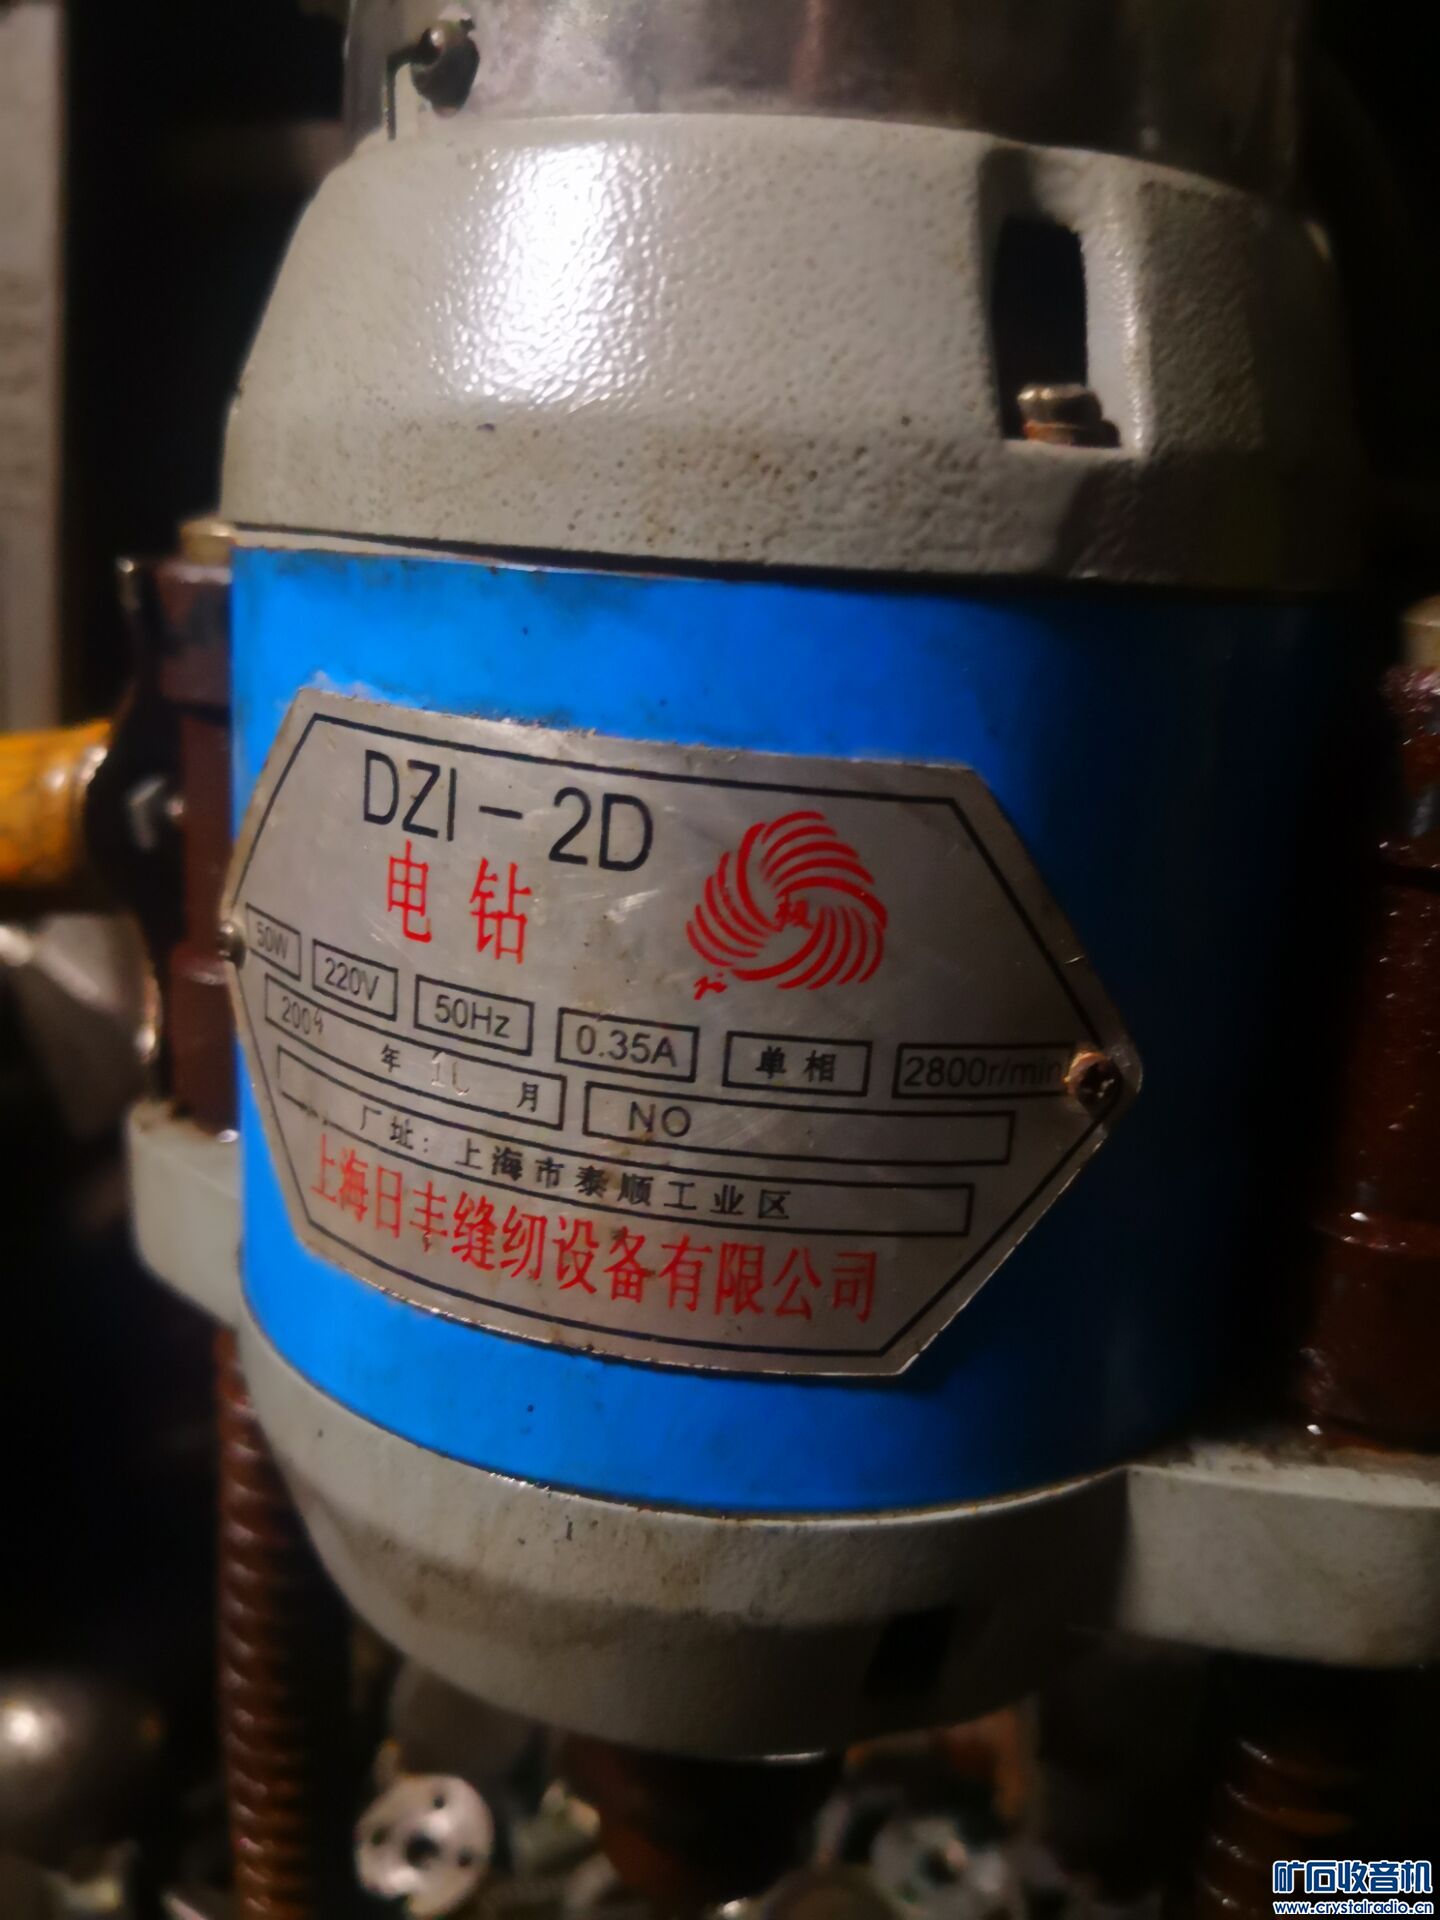 DZI-2D
电钻
50W 220V 50Hz 0.35A 单相 2800r/min
年 10 月 NO
厂址：上海市泰顺工业区
上海日丰缝纫设备有限公司
矿石收音机
www.crystalradio.cn